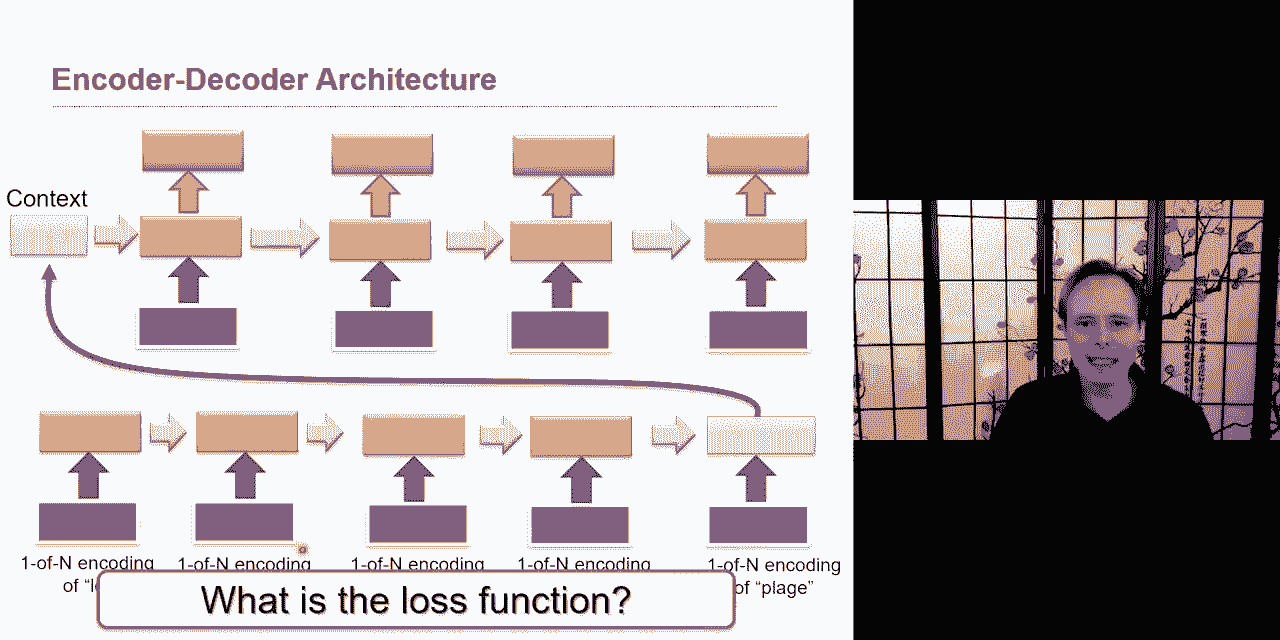 Encoder-Decoder Architecture
Context
1-of-N encoding 1-of-N encoding 1-of-N encoding 1-of-N encoding 1-of-N encoding
of of "plage"
What is the loss function?